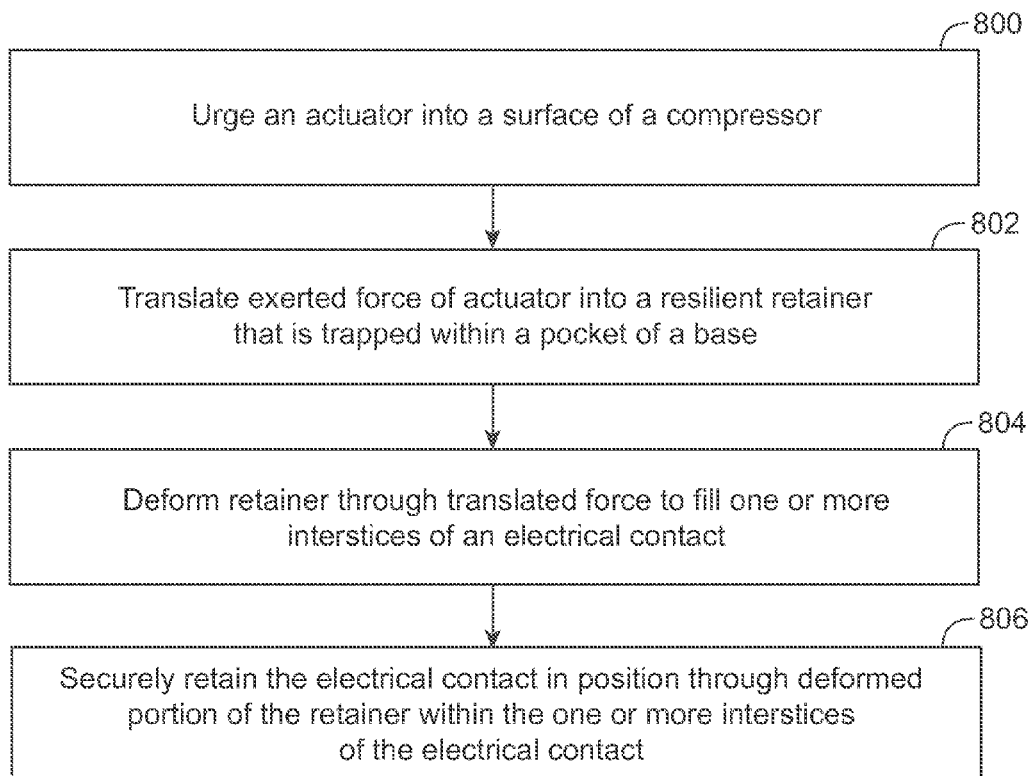 800
Urge an actuator into a surface of a compressor
802
Translate exerted force of actuator into a resilient retainer
that is trapped within a pocket of a base
804
Deform retainer through translated force to fill one or more
interstices of an electrical contact
806
Securely retain the electrical contact in position through deformed
portion of the retainer within the one or more interstices
of the electrical contact